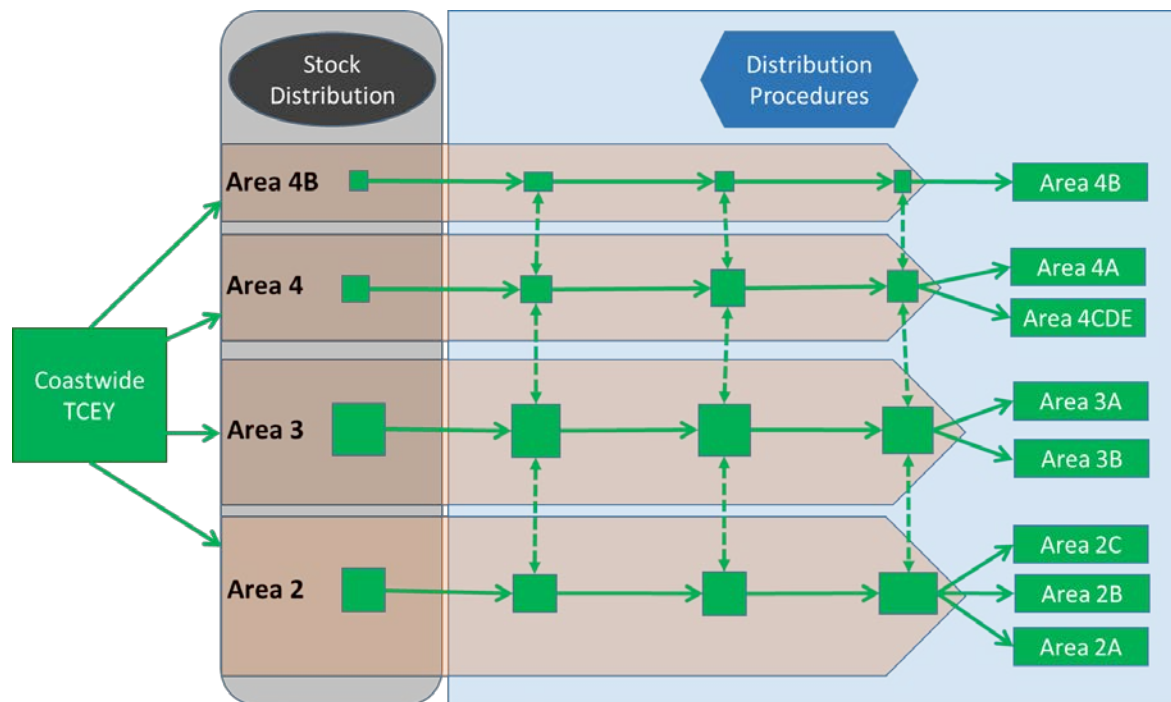 Stock
Distribution
Distribution
Procedures
Area 4B
Area 4B
Area 4
Area 4A
Area 4CDE
Coastwide
TCEY
Area 3
Area 3A
Area 3B
Area 2
Area 2C
Area 2B
Area 2A